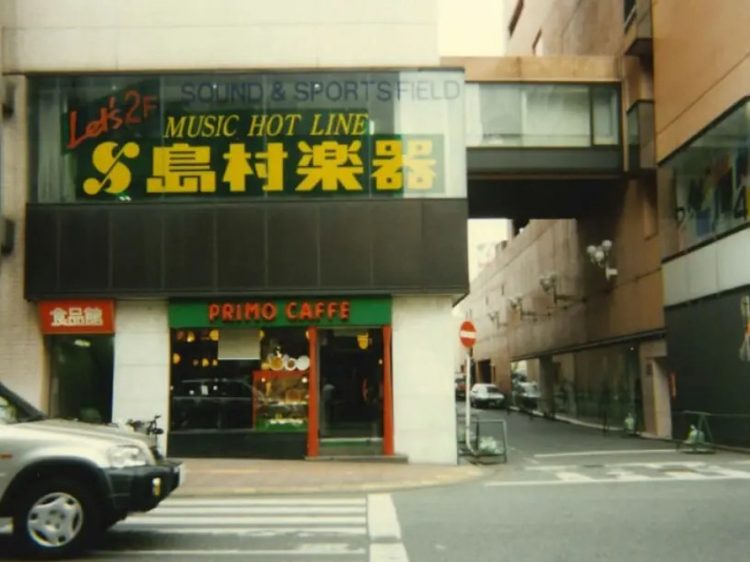 SOUND & SPORTS FIELD
Let's 2F
MUSIC HOT LINE
島村楽器
食品館
PRIMO CAFFE